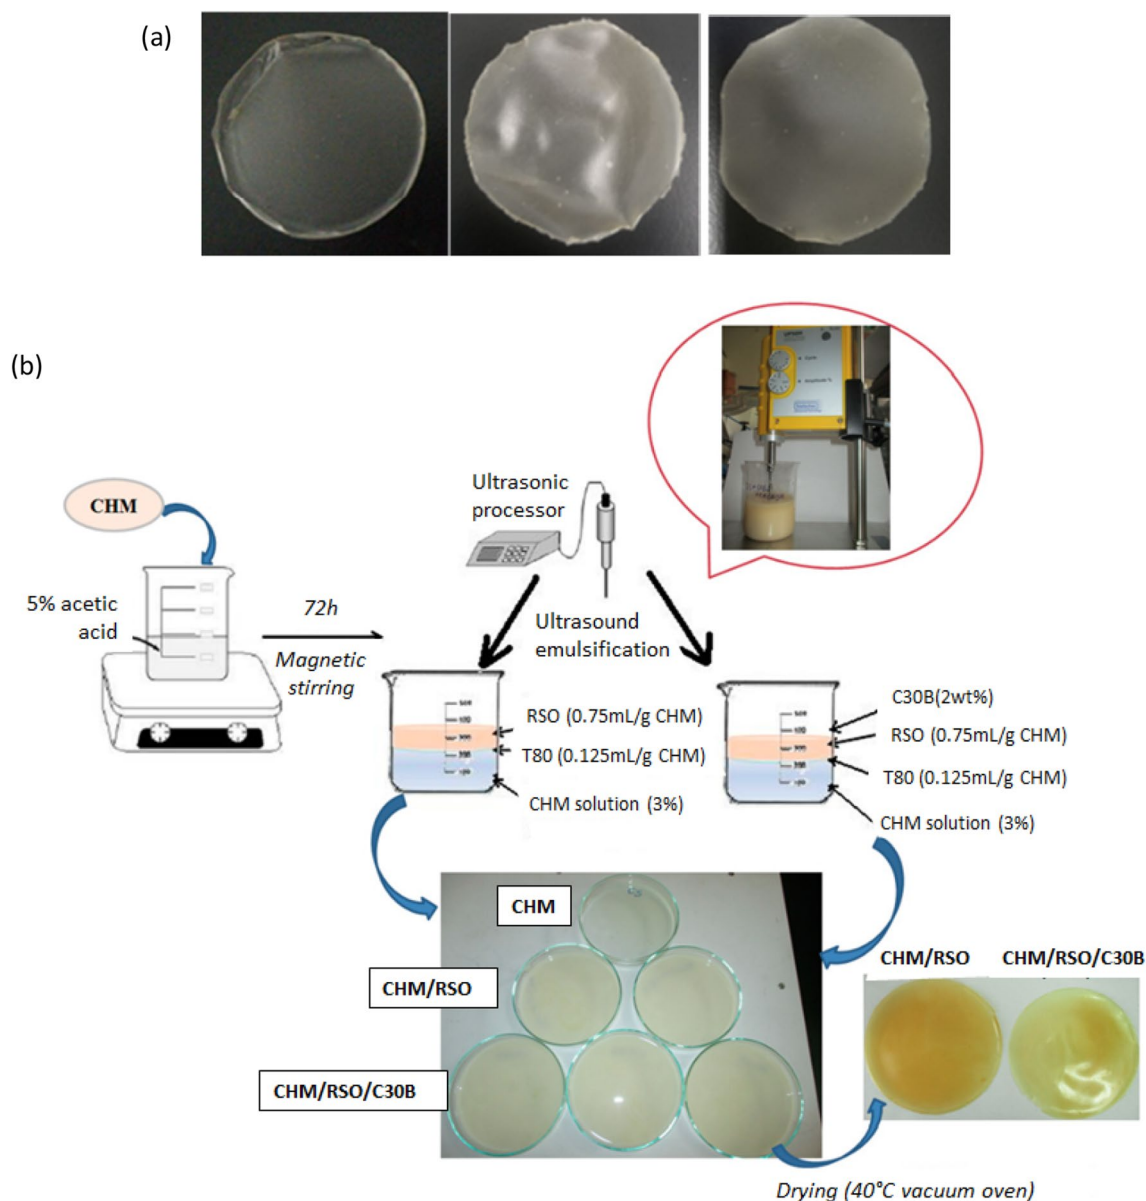 (a)
(b)
CHM
5% acetic
acid
72h
Magnetic
stirring
Ultrasonic
processor
Ultrasound
emulsification
RSO (0.75mL/g CHM)
T80 (0.125mL/g CHM)
CHM solution (3%)
C30B(2wt%)
RSO (0.75mL/g CHM)
T80 (0.125mL/g CHM)
CHM solution (3%)
CHM
CHM/RSO
CHM/RSO/C30B
CHM/RSO
CHM/RSO/C30B
Drying (40°C vacuum oven)